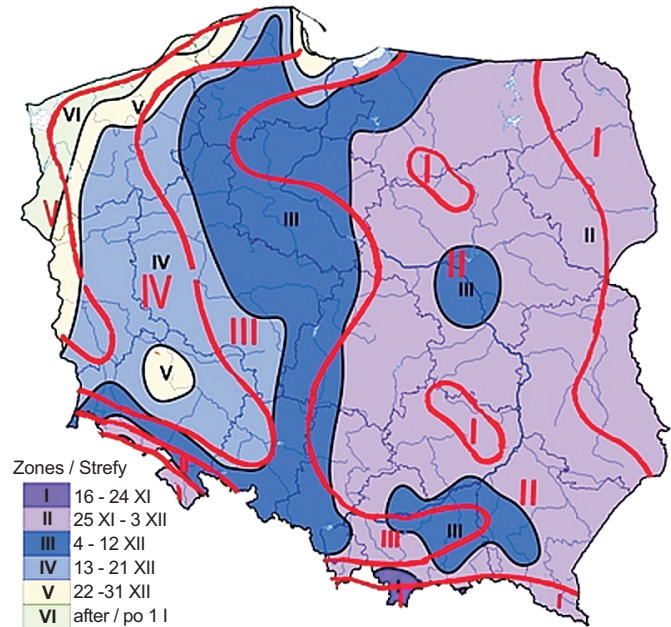 VI
V
I
I
V
III
II
II
IV
III
IV
III
V
I
II
II
III
III
I
I
Zones / Strefy
I 16 - 24 XI
II 25 XI - 3 XII
III 4 - 12 XII
IV 13 - 21 XII
V 22 -31 XII
VI after / po 1 I